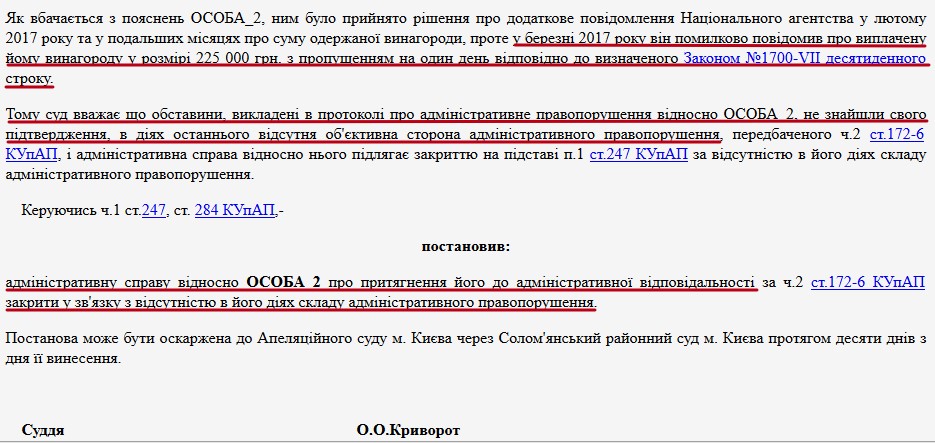 Як вбачається з пояснень ОСОБА_2, ним було прийнято рішення про додаткове повідомлення Національного агентства у лютому
2017 року та у подальших місяцях про суму одержаної винагороди, проте у березні 2017 року він помилково повідомив про виплачену
йому винагороду у розмірі 225 000 грн. з пропушенням на один день відповідно до визначеного Законом №1700-VII десятиденного
строку.
Тому суд вважає що обставини, викладені в протоколі про адміністративне правопорушення відносно ОСОБА_2, не знайшли свого
підтвердження, в діях останнього відсутня об'єктивна сторона адміністративного правопорушення, передбаченого ч.2 ст.172-6
КУпАП, і адміністративна справа відносно нього підлягає закриттю на підставі п.1 ст.247 КУпАП за відсутністю в його діях складу
адміністративного правопорушення.
Керуючись ч.1 ст.247, ст. 284 КУпАП,-
постановив:
адміністративну справу відносно ОСОБА_2 про притягнення його до адміністративної відповідальності за ч.2 ст.172-6 КУпАП
закрити у зв'язку з відсутністю в його діях складу адміністративного правопорушення.
Постанова може бути оскаржена до Апеляційного суду м. Києва через Солом'янський районний суд м. Києва протягом десяти днів з
дня її винесення.
Суддя О.О.Криворот